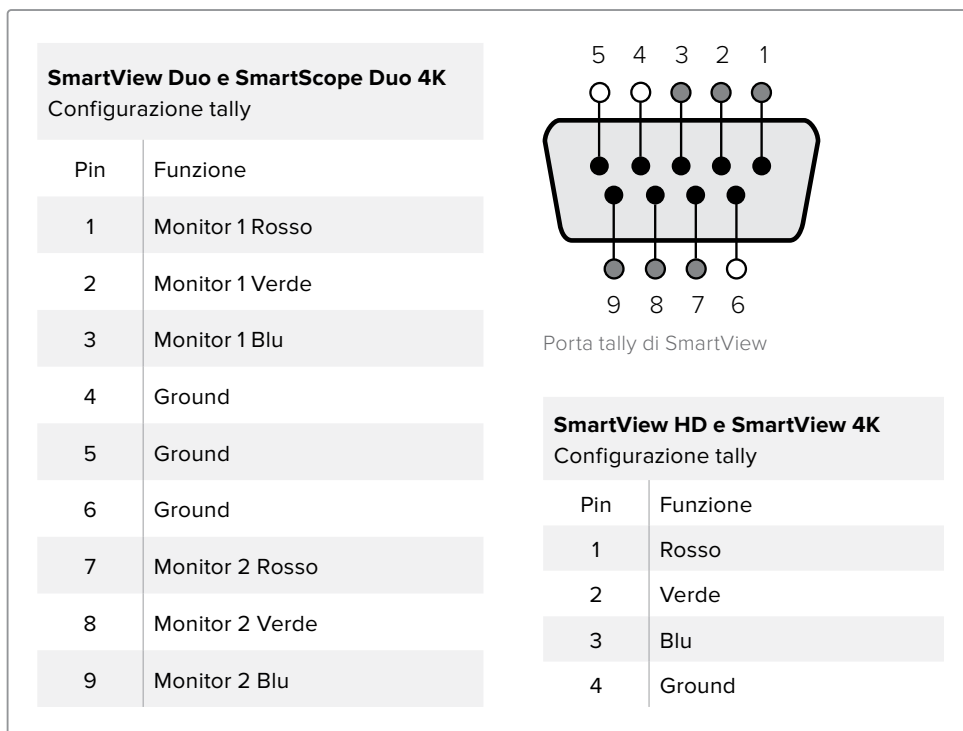 SmartView Duo e SmartScope Duo 4K
Configurazione tally
Pin Funzione
1 Monitor 1 Rosso
2 Monitor 1 Verde
3 Monitor 1 Blu
4 Ground
5 Ground
6 Ground
7 Monitor 2 Rosso
8 Monitor 2 Verde
9 Monitor 2 Blu
5 4 3 2 1
9 8 7 6
Porta tally di SmartView
SmartView HD e SmartView 4K
Configurazione tally
Pin Funzione
1 Rosso
2 Verde
3 Blu
4 Ground